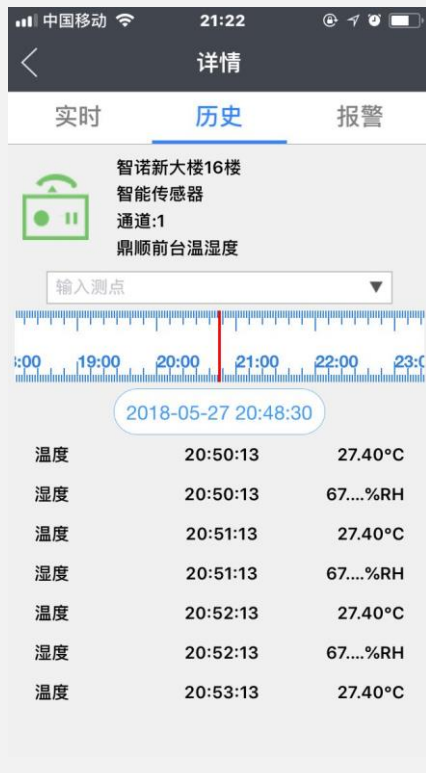 中国移动 21:22
详情
实时 历史 报警
智诺新大楼16楼
智能传感器
通道:1
鼎顺前台温湿度
输入测点
:00 19:00 20:00 21:00 22:00 23:0
2018-05-27 20:48:30
温度 20:50:13 27.40°C
湿度 20:50:13 67....%RH
温度 20:51:13 27.40°C
湿度 20:51:13 67....%RH
温度 20:52:13 27.40°C
湿度 20:52:13 67....%RH
温度 20:53:13 27.40°C